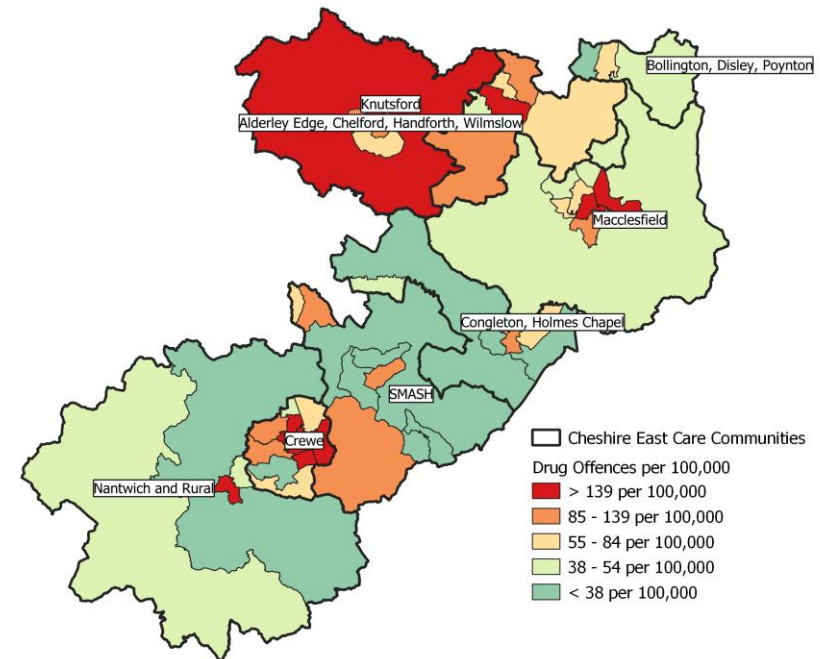 Bollington, Disley, Poynton
Knutsford
Alderley Edge, Chelford, Handforth, Wilmslow
Macclesfield
Congleton, Holmes Chapel
SMASH
Crewe
Nantwich and Rural
Cheshire East Care Communities
Drug Offences per 100,000
> 139 per 100,000
85 - 139 per 100,000
55 - 84 per 100,000
38 - 54 per 100,000
< 38 per 100,000